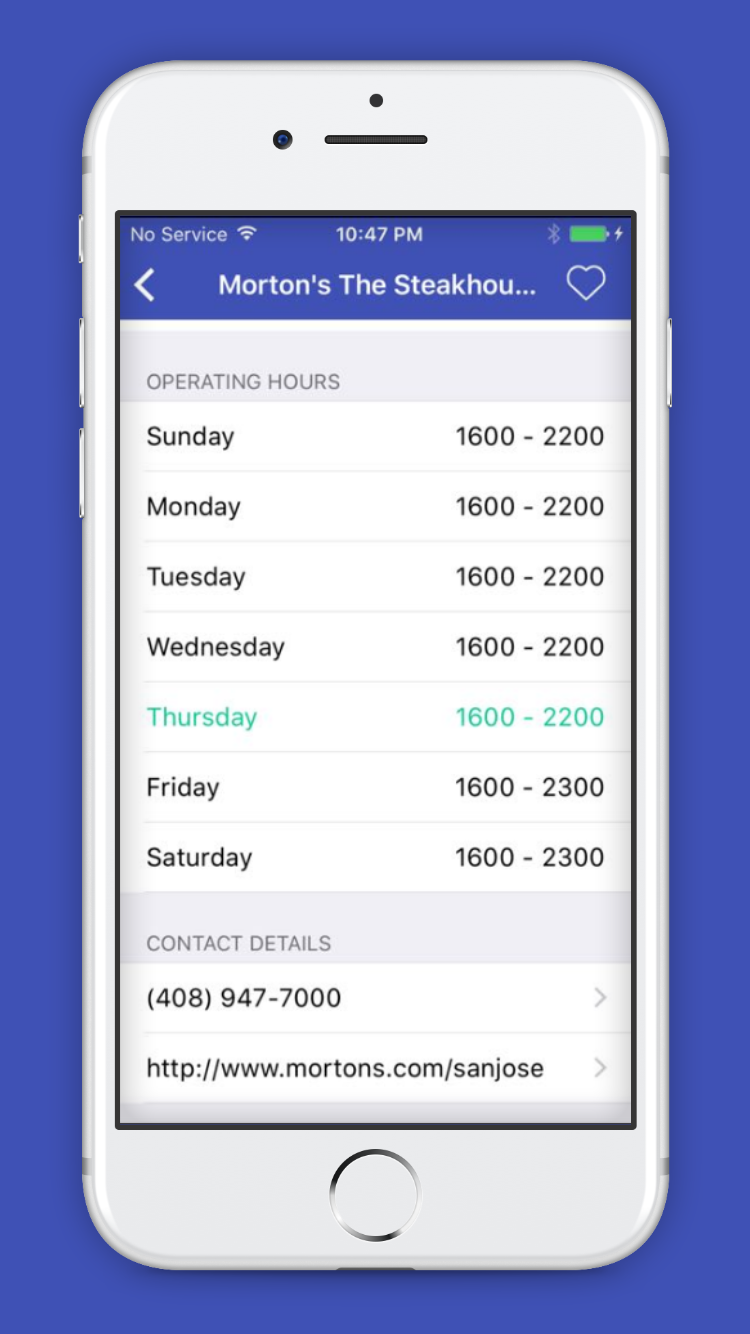 No Service 10:47 PM
Morton's The Steakhou...
OPERATING HOURS
Sunday 1600 - 2200
Monday 1600 - 2200
Tuesday 1600 - 2200
Wednesday 1600 - 2200
Thursday 1600 - 2200
Friday 1600 - 2300
Saturday 1600 - 2300
CONTACT DETAILS
(408) 947-7000
http://www.mortons.com/sanjose